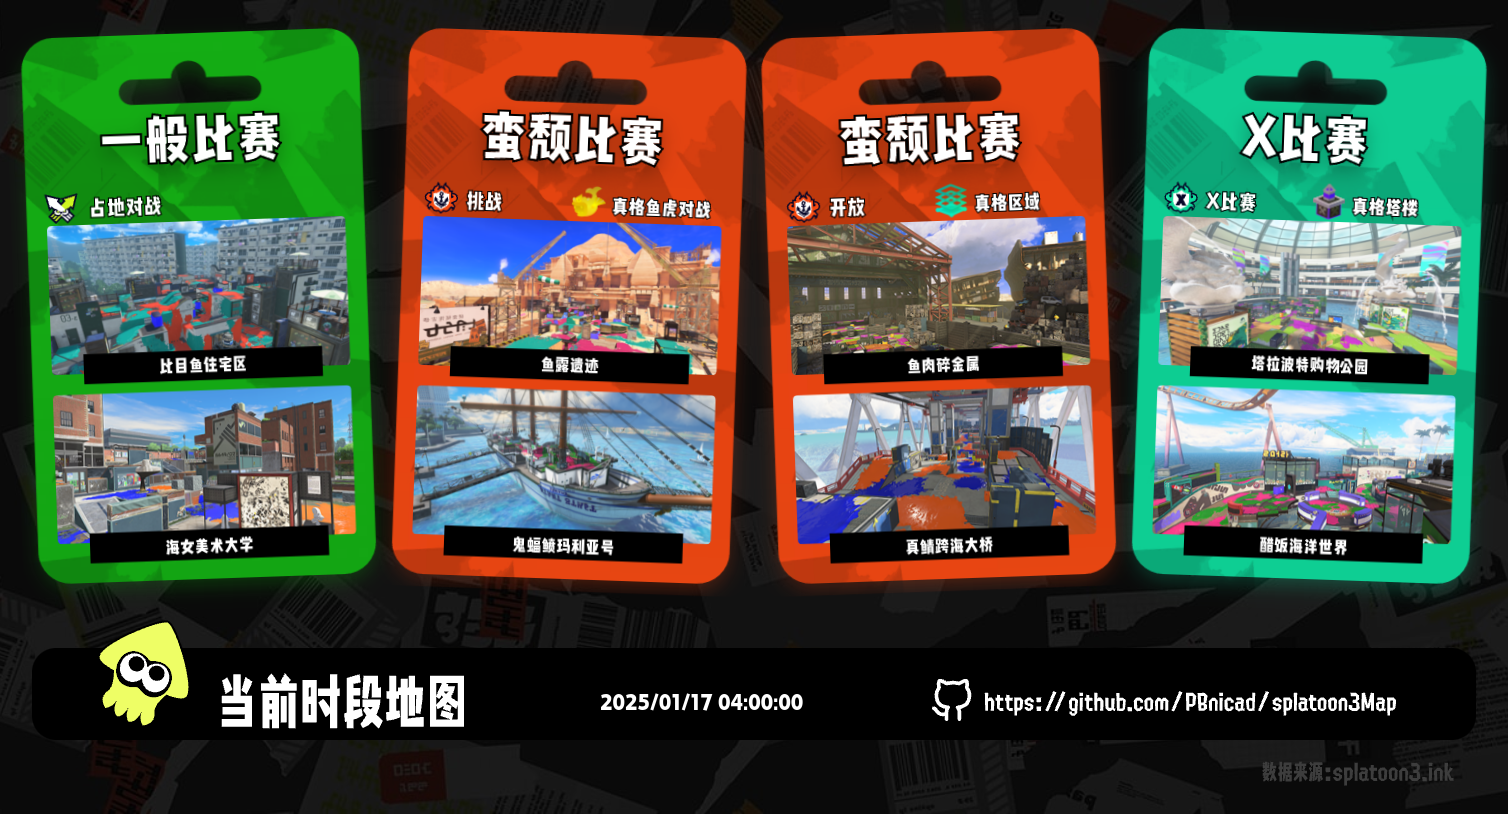 一般比赛
占地对战
比目鱼住宅区
海女美术大学
蛮颓比赛
挑战
真格鱼虎对战
鱼露遗迹
鬼蝠鲼玛利亚号
蛮颓比赛
开放
真格区域
鱼肉碎金属
真鲭跨海大桥
X比赛
X比赛
真格塔楼
塔拉波特购物公园
醋饭海洋世界
当前时段地图
2025/01/17 04:00:00
https://github.com/PBnicad/splatoon3Map
数据来源:splatoon3.ink